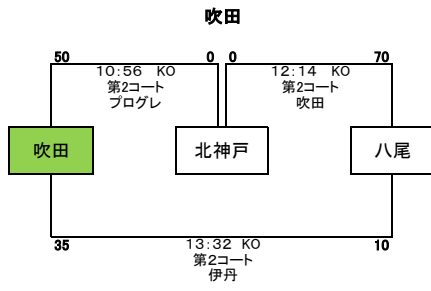 吹田
50 0 0 70
10:56 KO 12:14 KO
第2コート 第2コート
プログレ 吹田
吹田 北神戸 八尾
35 10
13:32 KO
第2コート
伊丹